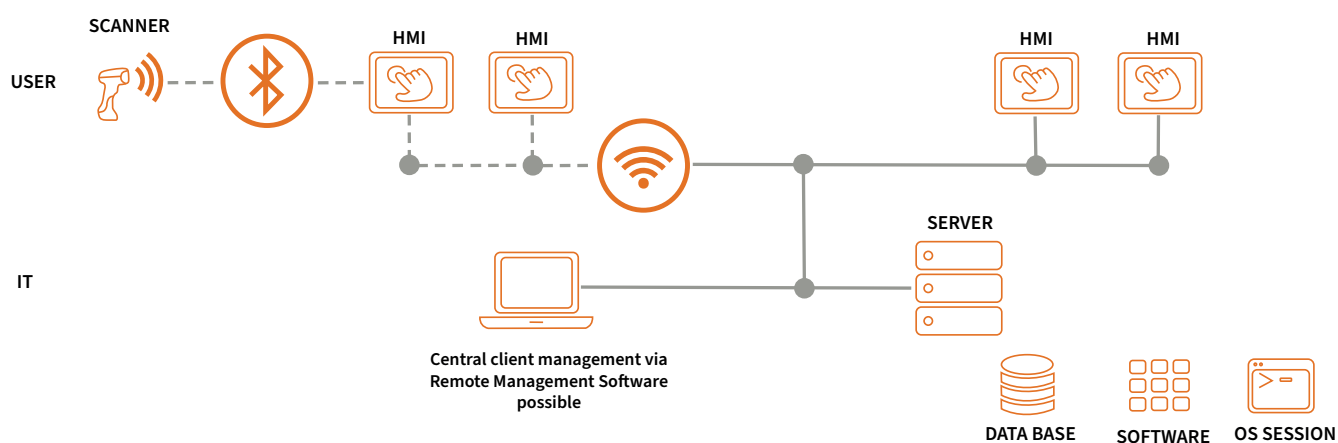 SCANNER
HMI
HMI
HMI
HMI
USER
SERVER
IT
Central client management via
Remote Management Software
possible
DATA BASE
SOFTWARE
OS SESSION